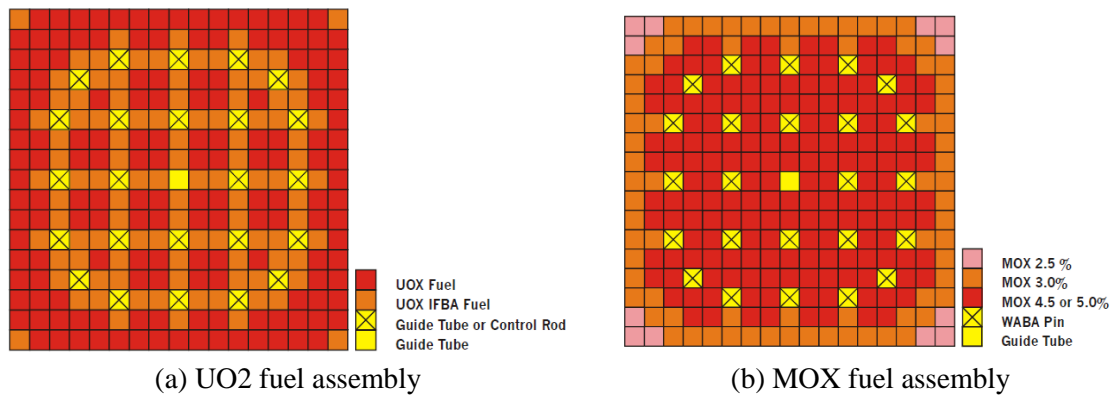 UOX Fuel
UOX IFBA Fuel
Guide Tube or Control Rod
Guide Tube
MOX 2.5 %
MOX 3.0%
MOX 4.5 or 5.0%
WABA Pin
Guide Tube
(a) UO2 fuel assembly
(b) MOX fuel assembly